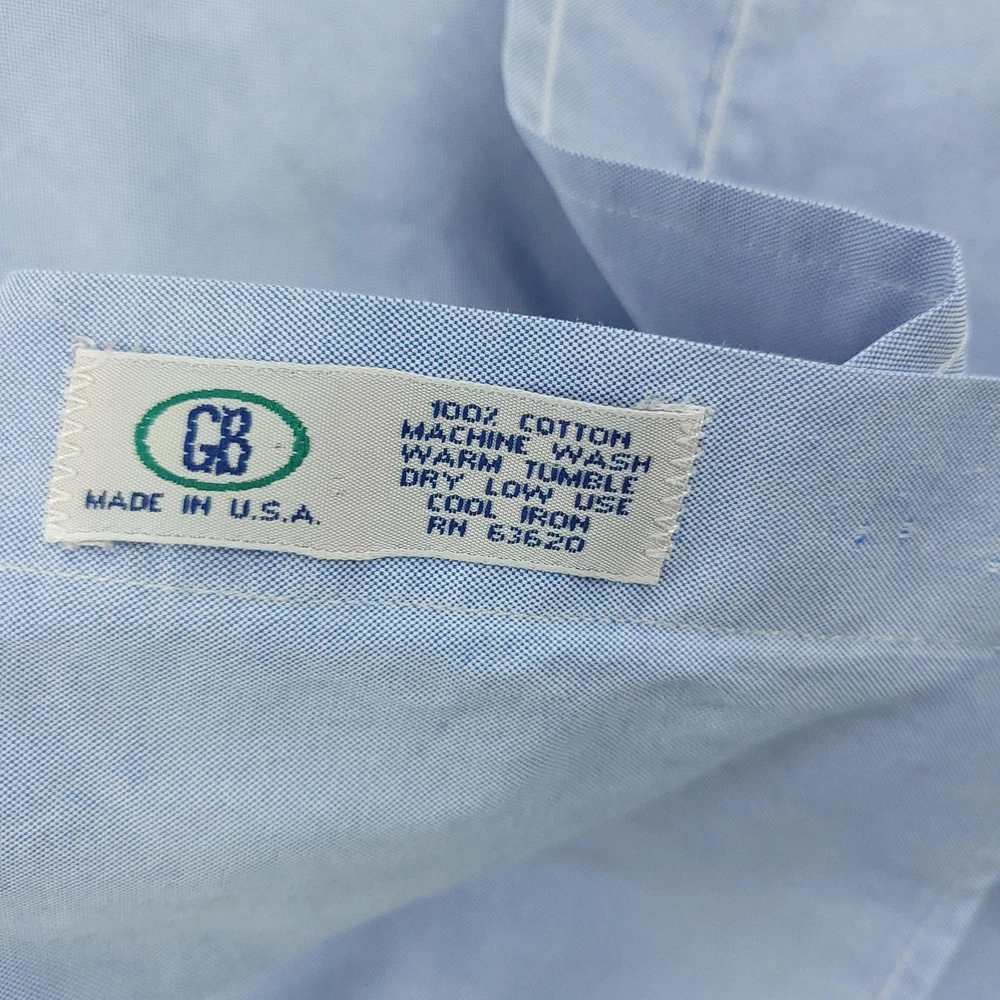 GB
MADE IN U.S.A.
100% COTTON
MACHINE WASH
WARM TUMBLE
DRY LOW USE
COOL IRON
RN 63620